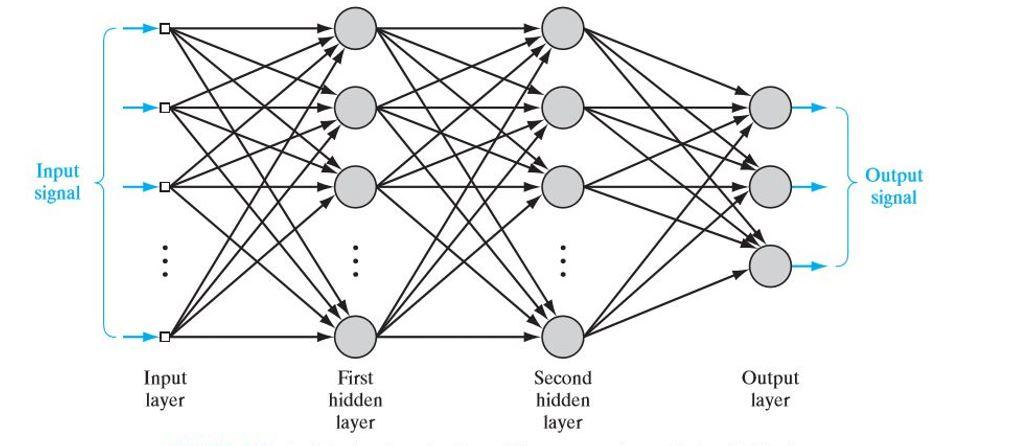 Input
signal
Output
signal
Input
layer
First
hidden
layer
Second
hidden
layer
Output
layer